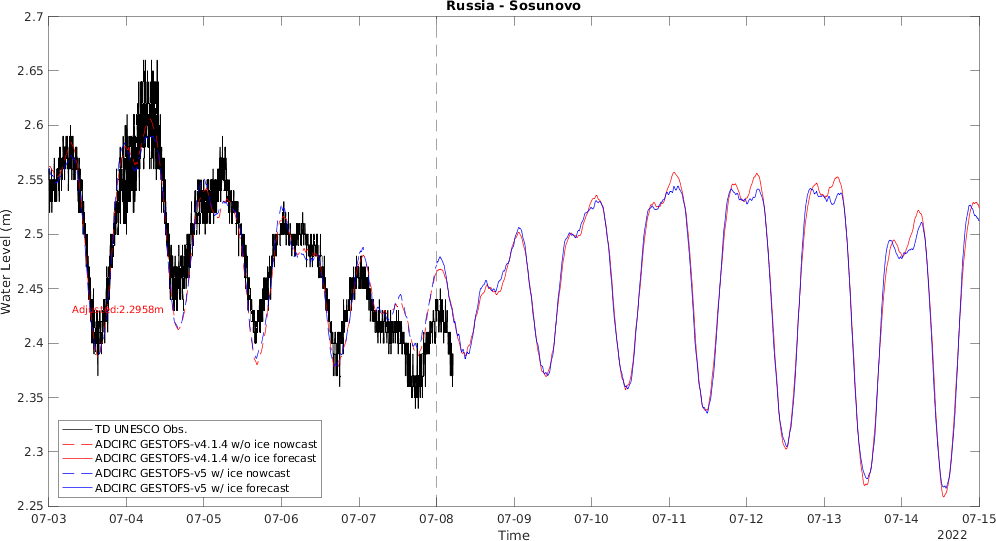 Russia - Sosunovo
2.7
2.65
2.6
2.55
2.5
2.45
2.4
2.35
2.3
2.25
Water Level (m)
Adjusted:2.2958m
TD UNESCO Obs.
ADCIRC GESTOFS-v4.1.4 w/o ice nowcast
ADCIRC GESTOFS-v4.1.4 w/o ice forecast
ADCIRC GESTOFS-v5 w/ ice nowcast
ADCIRC GESTOFS-v5 w/ ice forecast
07-03 07-04 07-05 07-06 07-07 07-08 07-09 07-10 07-11 07-12 07-13 07-14 07-15
Time
2022